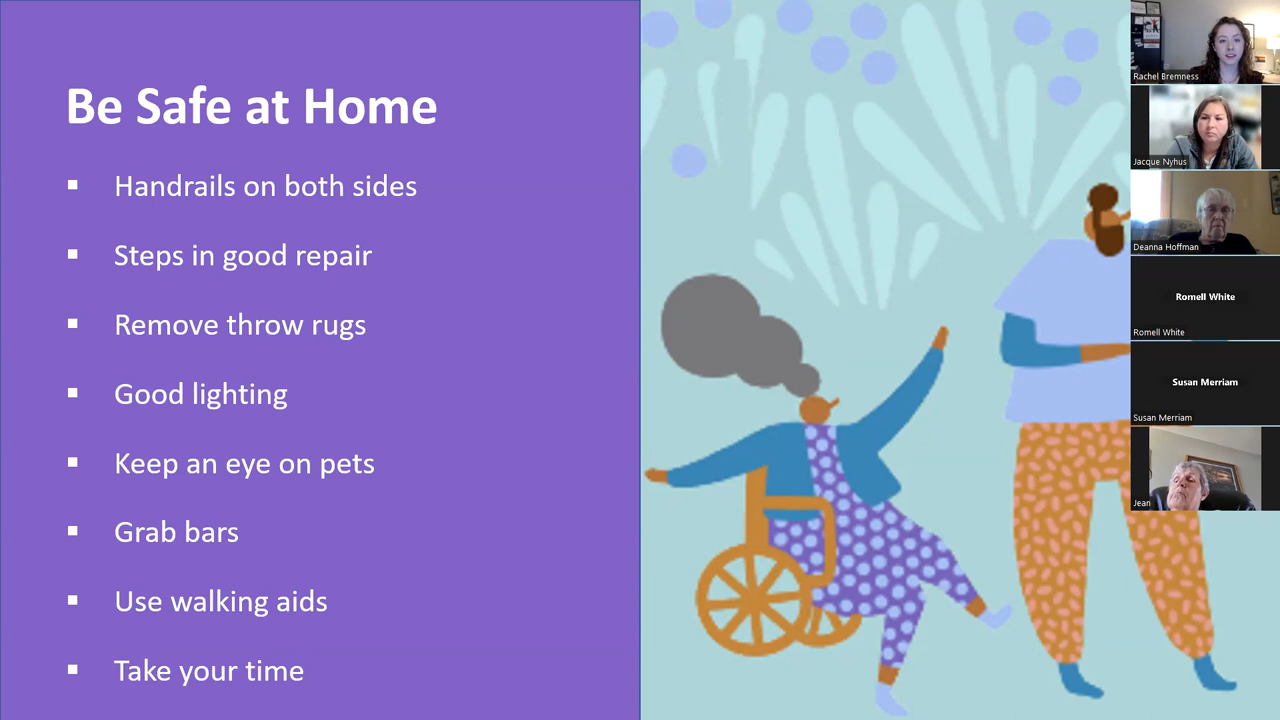 Be Safe at Home
▪ Handrails on both sides
▪ Steps in good repair
▪ Remove throw rugs
▪ Good lighting
▪ Keep an eye on pets
▪ Grab bars
▪ Use walking aids
▪ Take your time
Rachel Bremness
Jacque Nyhus
Deanna Hoffman
Romell White
Romell White
Susan Merriam
Susan Merriam
Jean